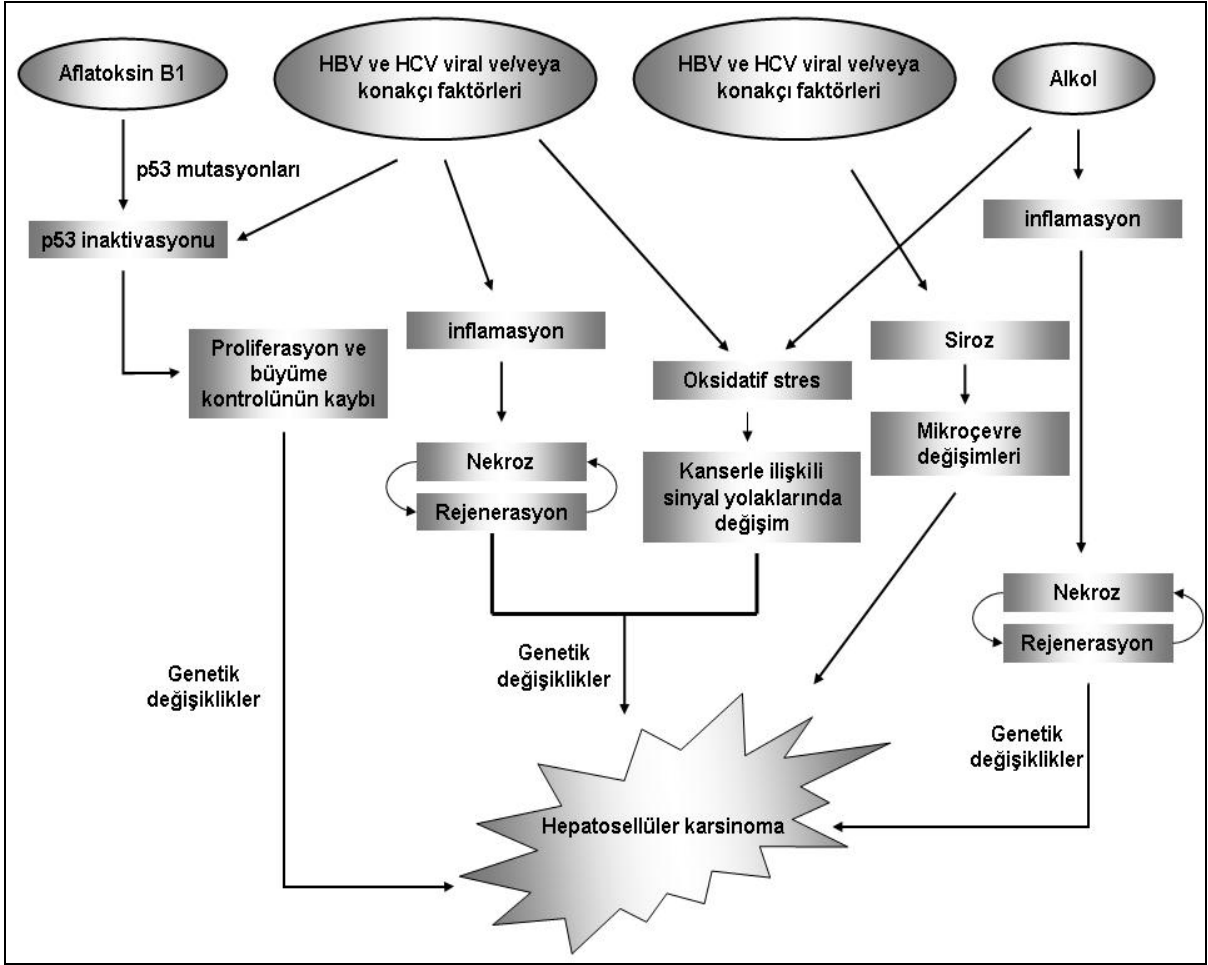 Aflatoksin B1
HBV ve HCV viral ve/veya
konakçı faktörleri
HBV ve HCV viral ve/veya
konakçı faktörleri
Alkol
p53 mutasyonları
p53 inaktivasyonu
inflamasyon
inflamasyon
Siroz
Proliferasyon ve
büyüme
kontrolünün kaybı
Oksidatif stres
Mikroçevre
değişimleri
Nekroz
Rejenerasyon
Kanserle ilişkili
sinyal yolaklarında
değişim
Nekroz
Rejenerasyon
Genetik
değişiklikler
Genetik
değişiklikler
Genetik
değişiklikler
Hepatosellüler karsinoma